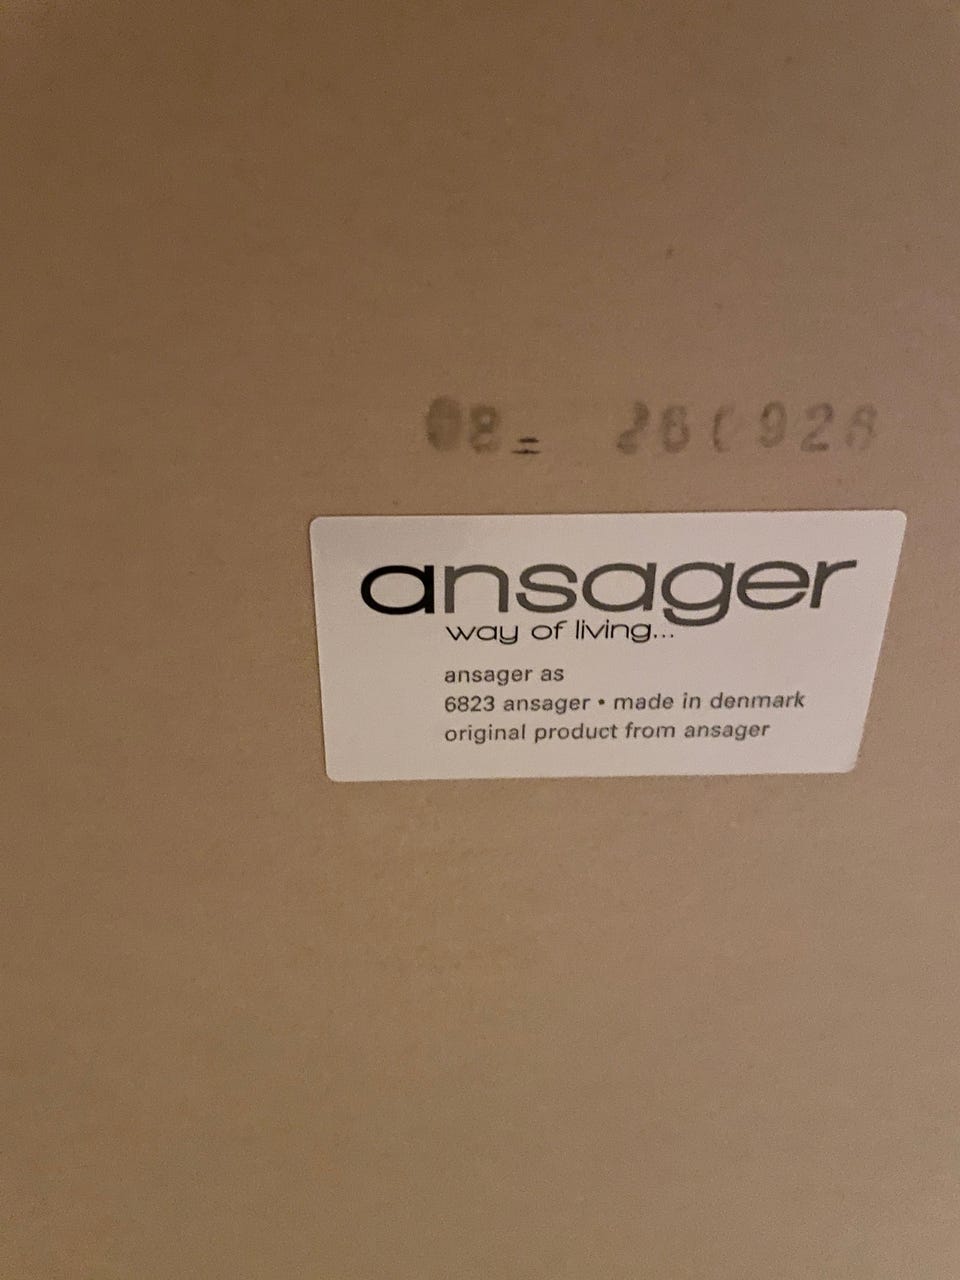 ansager
way of living...
ansager as
6823 ansager • made in denmark
original product from ansager